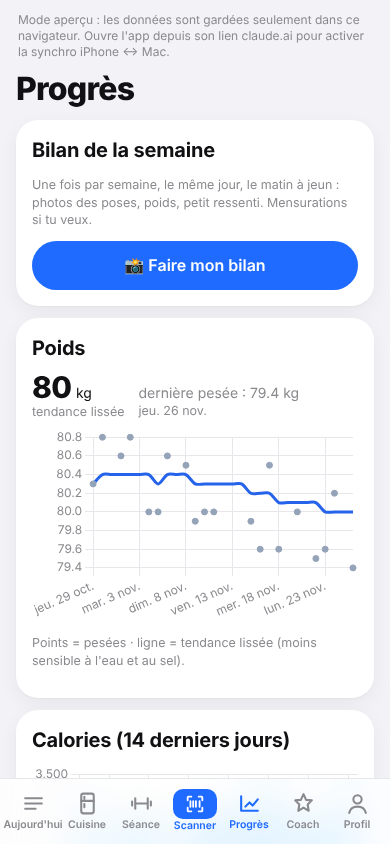 Mode aperçu : les données sont gardées seulement dans ce
navigateur. Ouvre l'app depuis son lien claude.ai pour activer
la synchro iPhone ↔ Mac.
Progrès
Bilan de la semaine
Une fois par semaine, le même jour, le matin à jeun :
photos des poses, poids, petit ressenti. Mensurations
si tu veux.
📸 Faire mon bilan
Poids
80 kg
tendance lissée
dernière pesée : 79.4 kg
jeu. 26 nov.
80.8
80.6
80.4
80.2
80.0
79.8
79.6
79.4
jeu. 29 oct.
mar. 3 nov.
dim. 8 nov.
ven. 13 nov.
mer. 18 nov.
lun. 23 nov.
Points = pesées · ligne = tendance lissée (moins
sensible à l'eau et au sel).
Calories (14 derniers jours)
3,500
Aujourd'hui
Cuisine
Séance
Scanner
Progrès
Coach
Profil